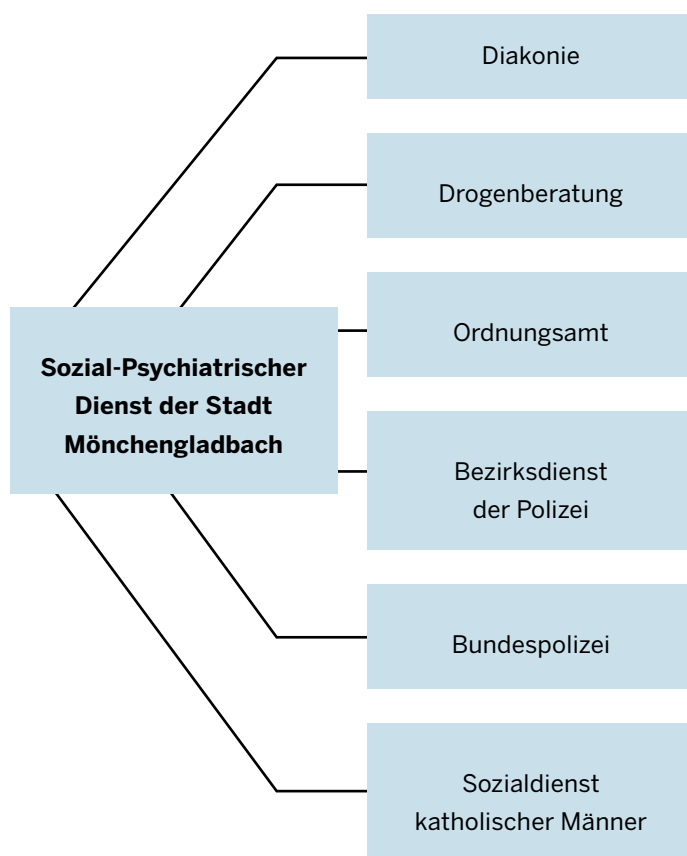 Diakonie
Drogenberatung
Ordnungsamt
Sozial-Psychiatrischer
Dienst der Stadt
Mönchengladbach
Bezirksdienst
der Polizei
Bundespolizei
Sozialdienst
katholischer Männer